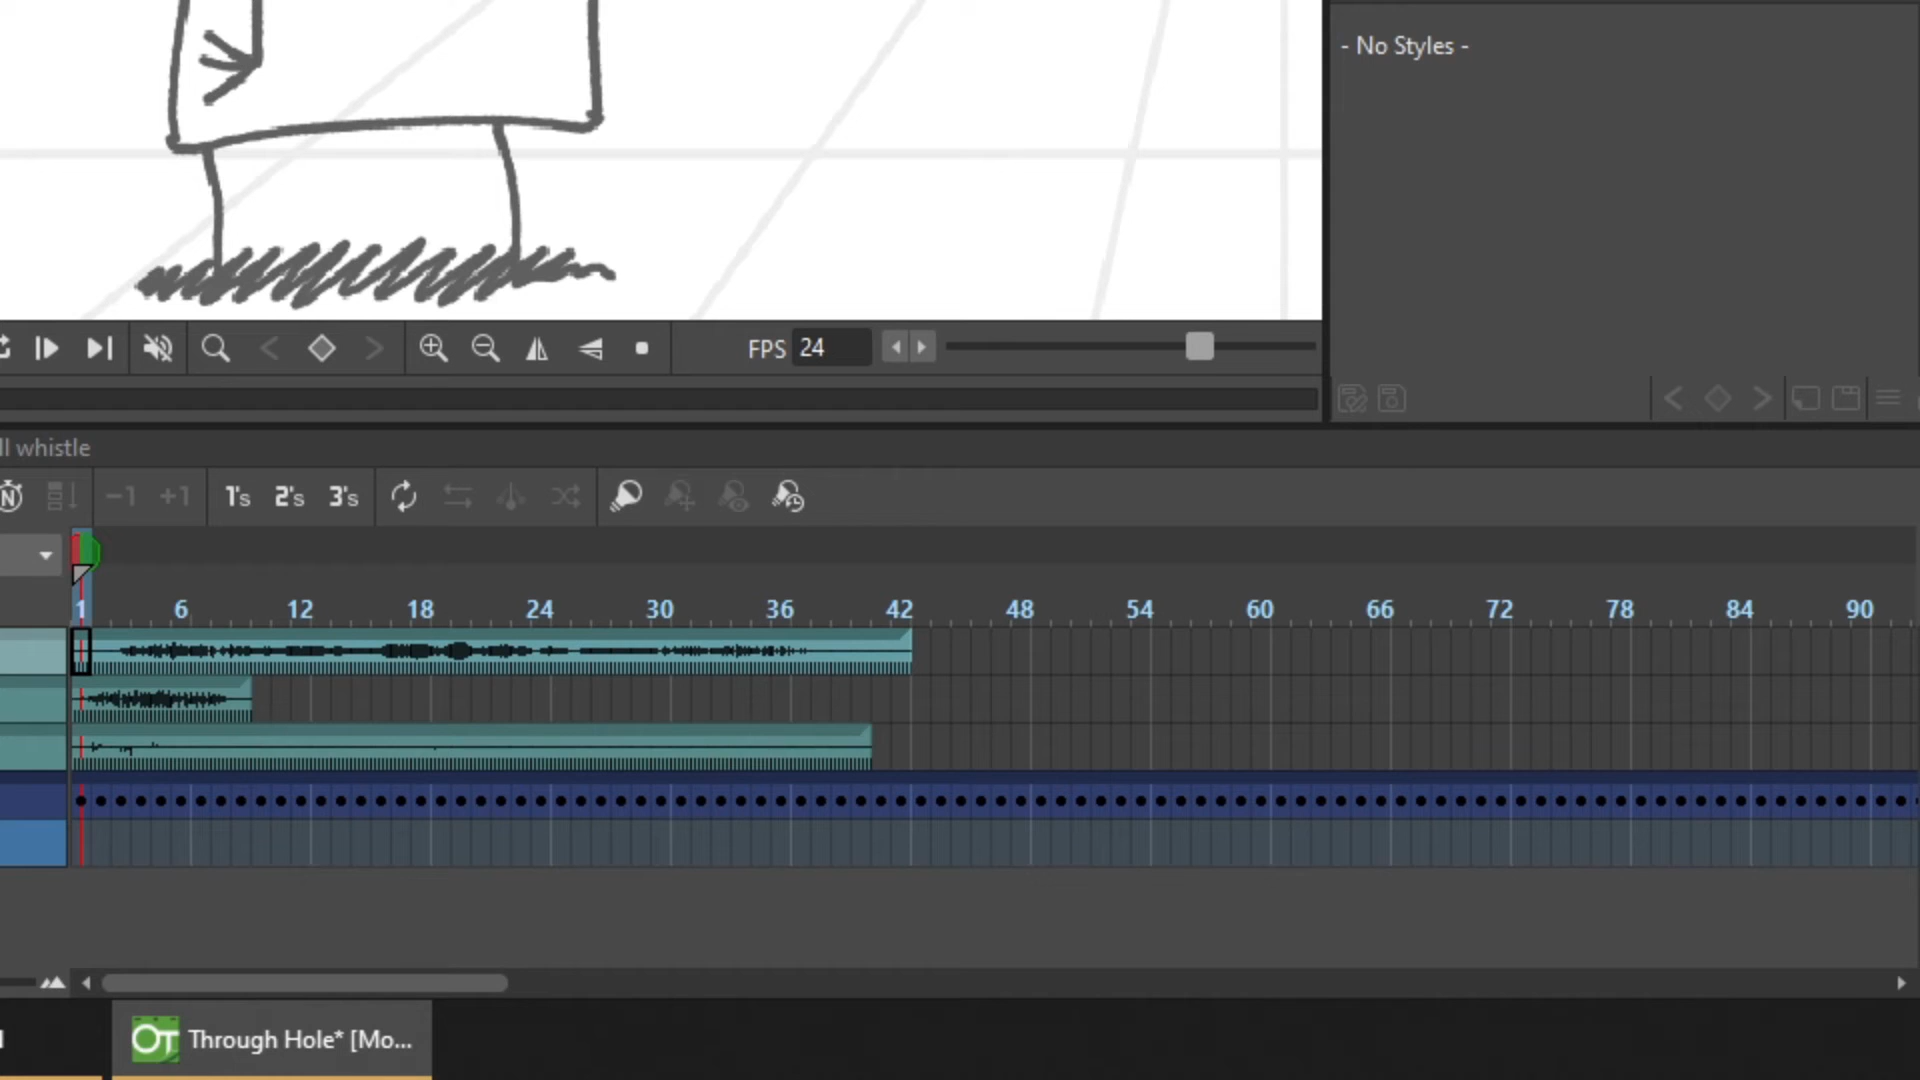 - No Styles -
FPS 24
ll whistle
N
-1 +1 1's 2's 3's
1 6 12 18 24 30 36 42 48 54 60 66 72 78 84 90
OT Through Hole* [Mo...